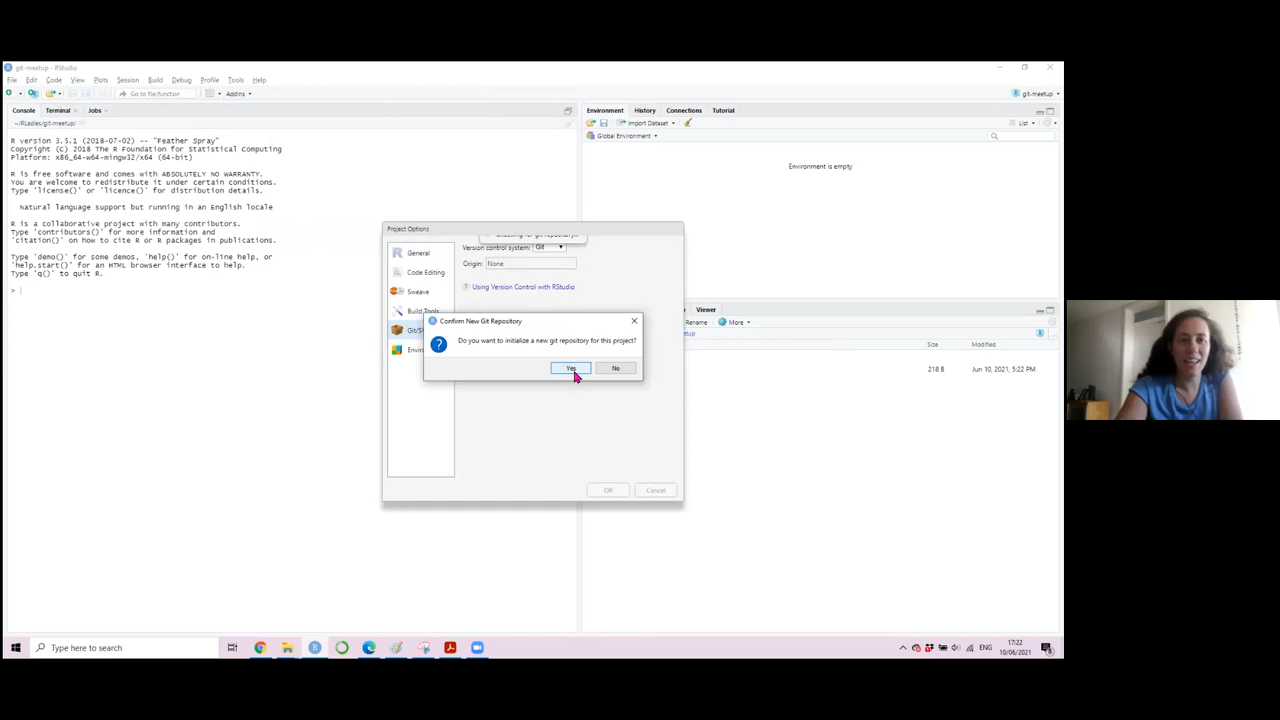 git-meetup - RStudio
File Edit Code View Plots Session Build Debug Profile Tools Help
Go to file/function Addins git-meetup
Console Terminal Jobs
~/RLadies/git-meetup/
R version 3.5.1 (2018-07-02) -- "Feather Spray"
Copyright (C) 2018 The R Foundation for Statistical Computing
Platform: x86_64-w64-mingw32/x64 (64-bit)
R is free software and comes with ABSOLUTELY NO WARRANTY.
You are welcome to redistribute it under certain conditions.
Type 'license()' or 'licence()' for distribution details.
Natural language support but running in an English locale
R is a collaborative project with many contributors.
Type 'contributors()' for more information and
'citation()' on how to cite R or R packages in publications.
Type 'demo()' for some demos, 'help()' for on-line help, or
'help.start()' for an HTML browser interface to help.
Type 'q()' to quit R.
>
Environment History Connections Tutorial
Import Dataset List
Global Environment
Environment is empty
Project Options
General
Code Editing
Sweave
Build Tools
Git/S
Enviro
Checking for git repository...
Version control system: Git
Origin: None
Using Version Control with RStudio
Confirm New Git Repository
Do you want to initialize a new git repository for this project?
Yes No
OK Cancel
Viewer
Rename More
etup
Size Modified
218 B Jun 10, 2021, 5:22 PM
Type here to search
ENG
17:22
10/06/2021